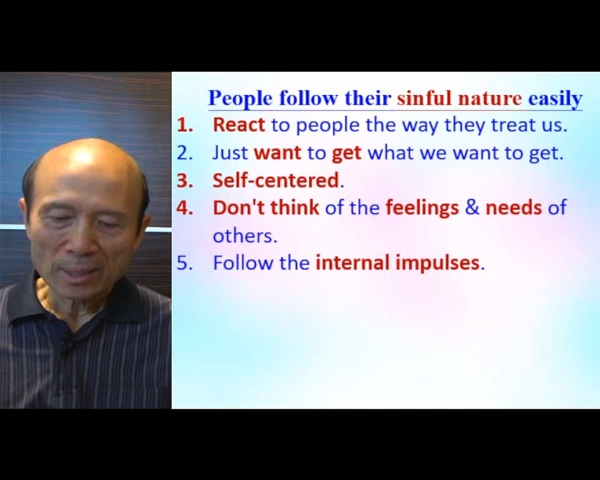 People follow their sinful nature easily
1. React to people the way they treat us.
2. Just want to get what we want to get.
3. Self-centered.
4. Don't think of the feelings & needs of
others.
5. Follow the internal impulses.